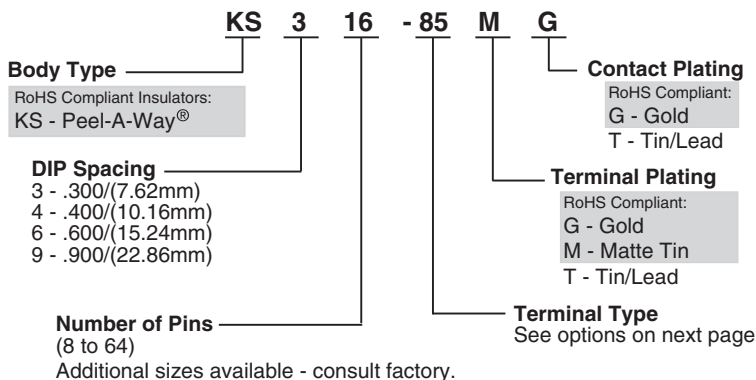 KS 3 16 - 85 M G
Body Type
RoHS Compliant Insulators:
KS - Peel-A-Way®
DIP Spacing
3 - .300/(7.62mm)
4 - .400/(10.16mm)
6 - .600/(15.24mm)
9 - .900/(22.86mm)
Number of Pins
(8 to 64)
Additional sizes available - consult factory.
Contact Plating
RoHS Compliant:
G - Gold
T - Tin/Lead
Terminal Plating
RoHS Compliant:
G - Gold
M - Matte Tin
T - Tin/Lead
Terminal Type
See options on next page